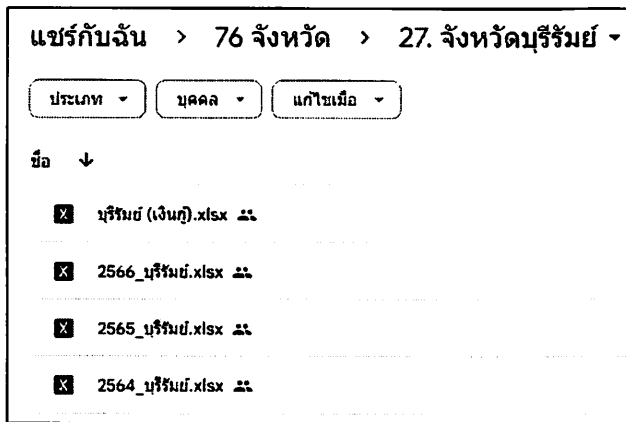 แชร์กับฉัน > 76 จังหวัด > 27. จังหวัดบุรีรัมย์
ประเภท บุคคล แก้ไขเมื่อ
ชื่อ ↓
บุรีรัมย์ (เงินกู้).xlsx
2566_บุรีรัมย์.xlsx
2565_บุรีรัมย์.xlsx
2564_บุรีรัมย์.xlsx